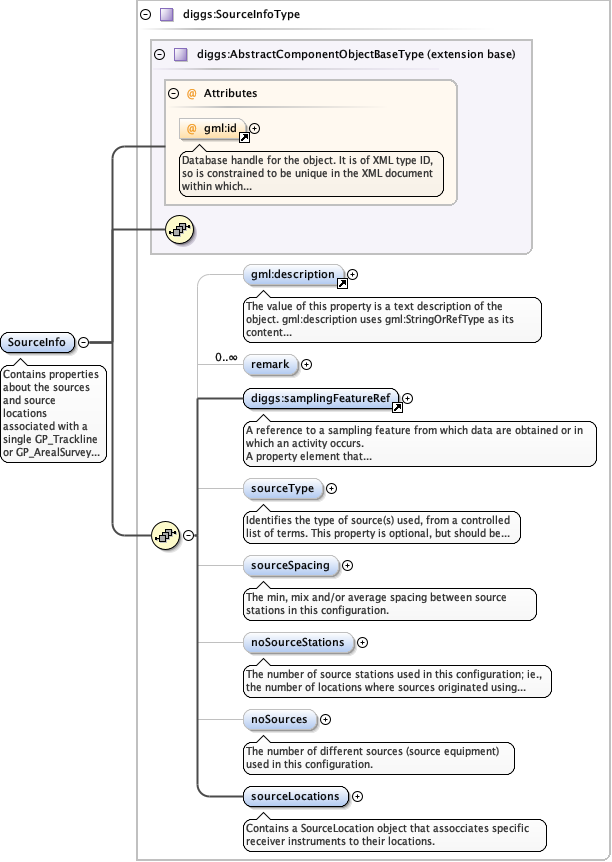 diggs:SourceInfoType
diggs:AbstractComponentObjectBaseType (extension base)
@ Attributes
@ gml:id
Database handle for the object. It is of XML type ID,
so is constrained to be unique in the XML document
within which...
SourceInfo
Contains properties
about the sources
and source
locations
associated with a
single GP_Trackline
or GP_ArealSurvey...
gml:description
The value of this property is a text description of the
object. gml:description uses gml:StringOrRefType as its
content...
0..∞
remark
diggs:samplingFeatureRef
A reference to a sampling feature from which data are obtained or in
which an activity occurs.
A property element that...
sourceType
Identifies the type of source(s) used, from a controlled
list of terms. This property is optional, but should be...
sourceSpacing
The min, mix and/or average spacing between source
stations in this configuration.
noSourceStations
The number of source stations used in this configuration; ie.,
the number of locations where sources originated using...
noSources
The number of different sources (source equipment)
used in this configuration.
sourceLocations
Contains a SourceLocation object that assocciates specific
receiver instruments to their locations.